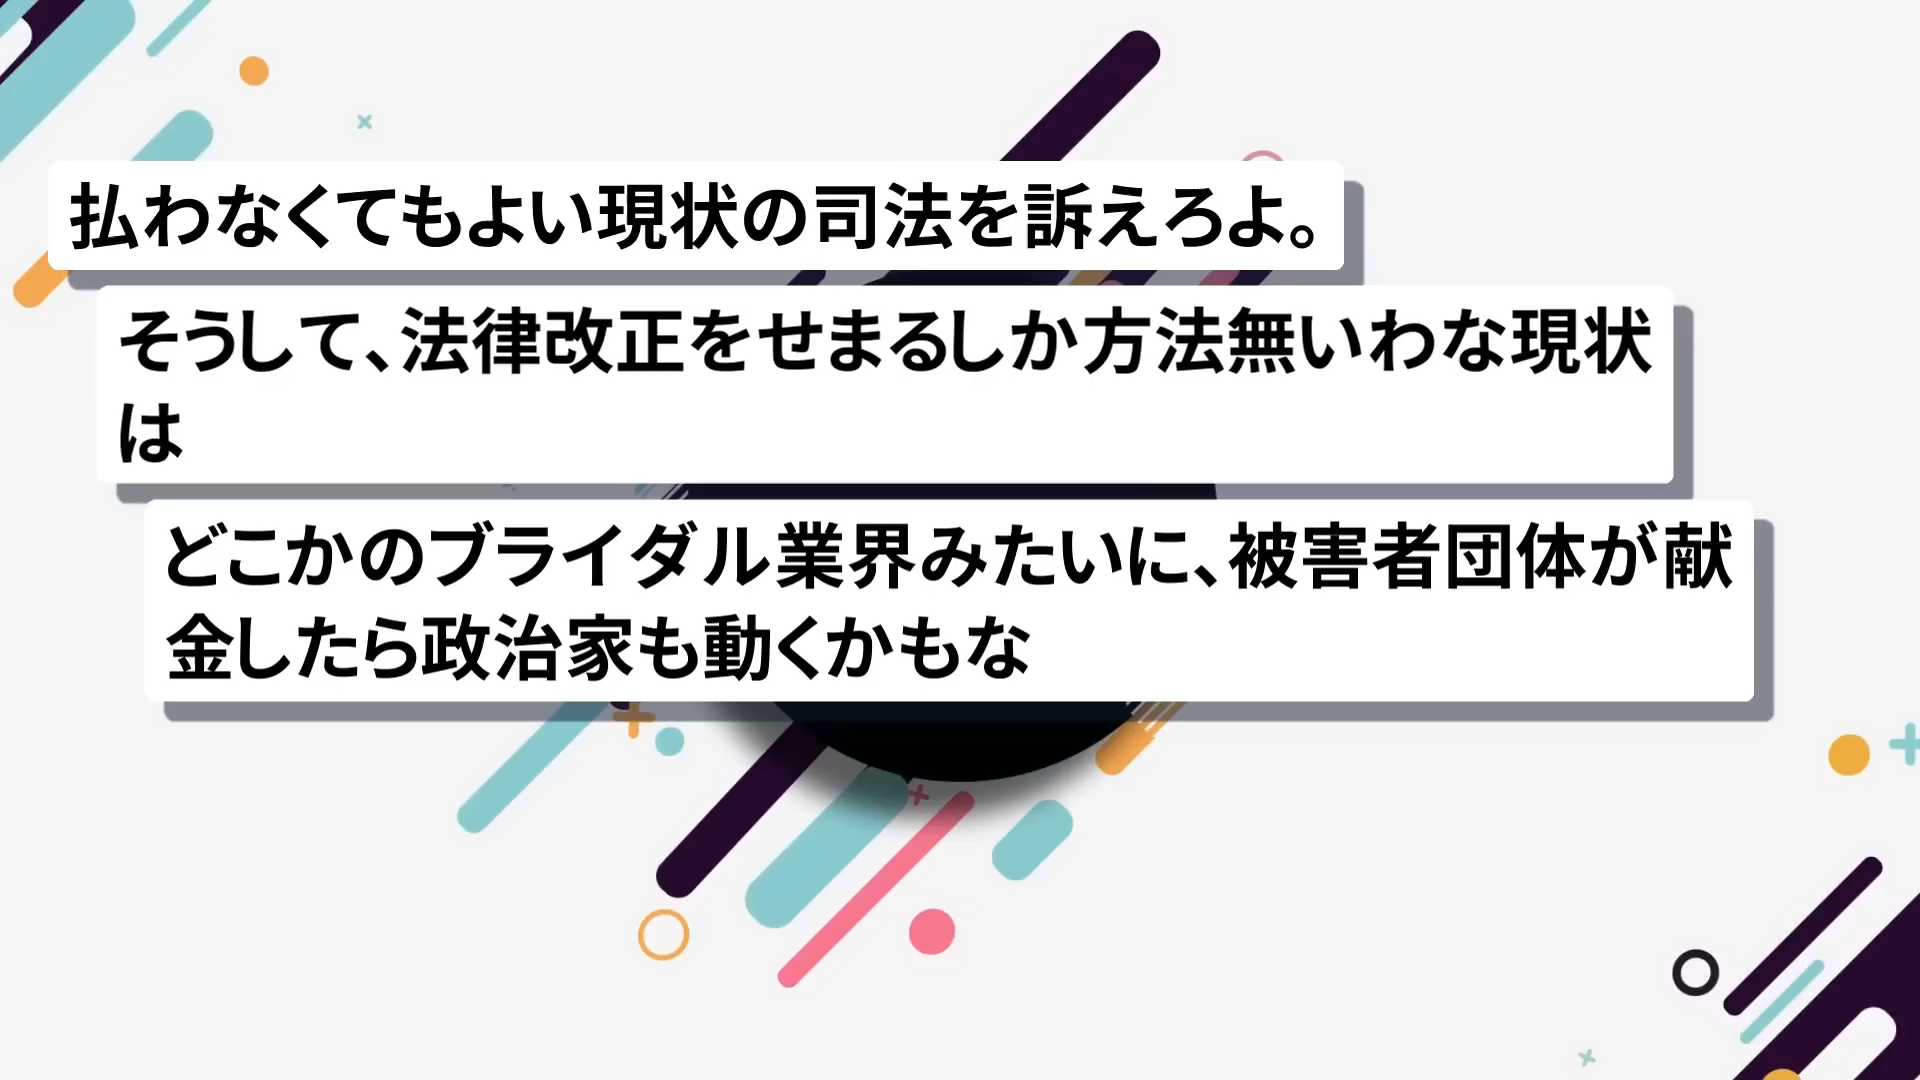 払わなくてもよい現状の司法を訴えろよ。
そうして、法律改正をせまるしか方法無いわな現状
は
どこかのブライダル業界みたいに、被害者団体が献
金したら政治家も動くかもな